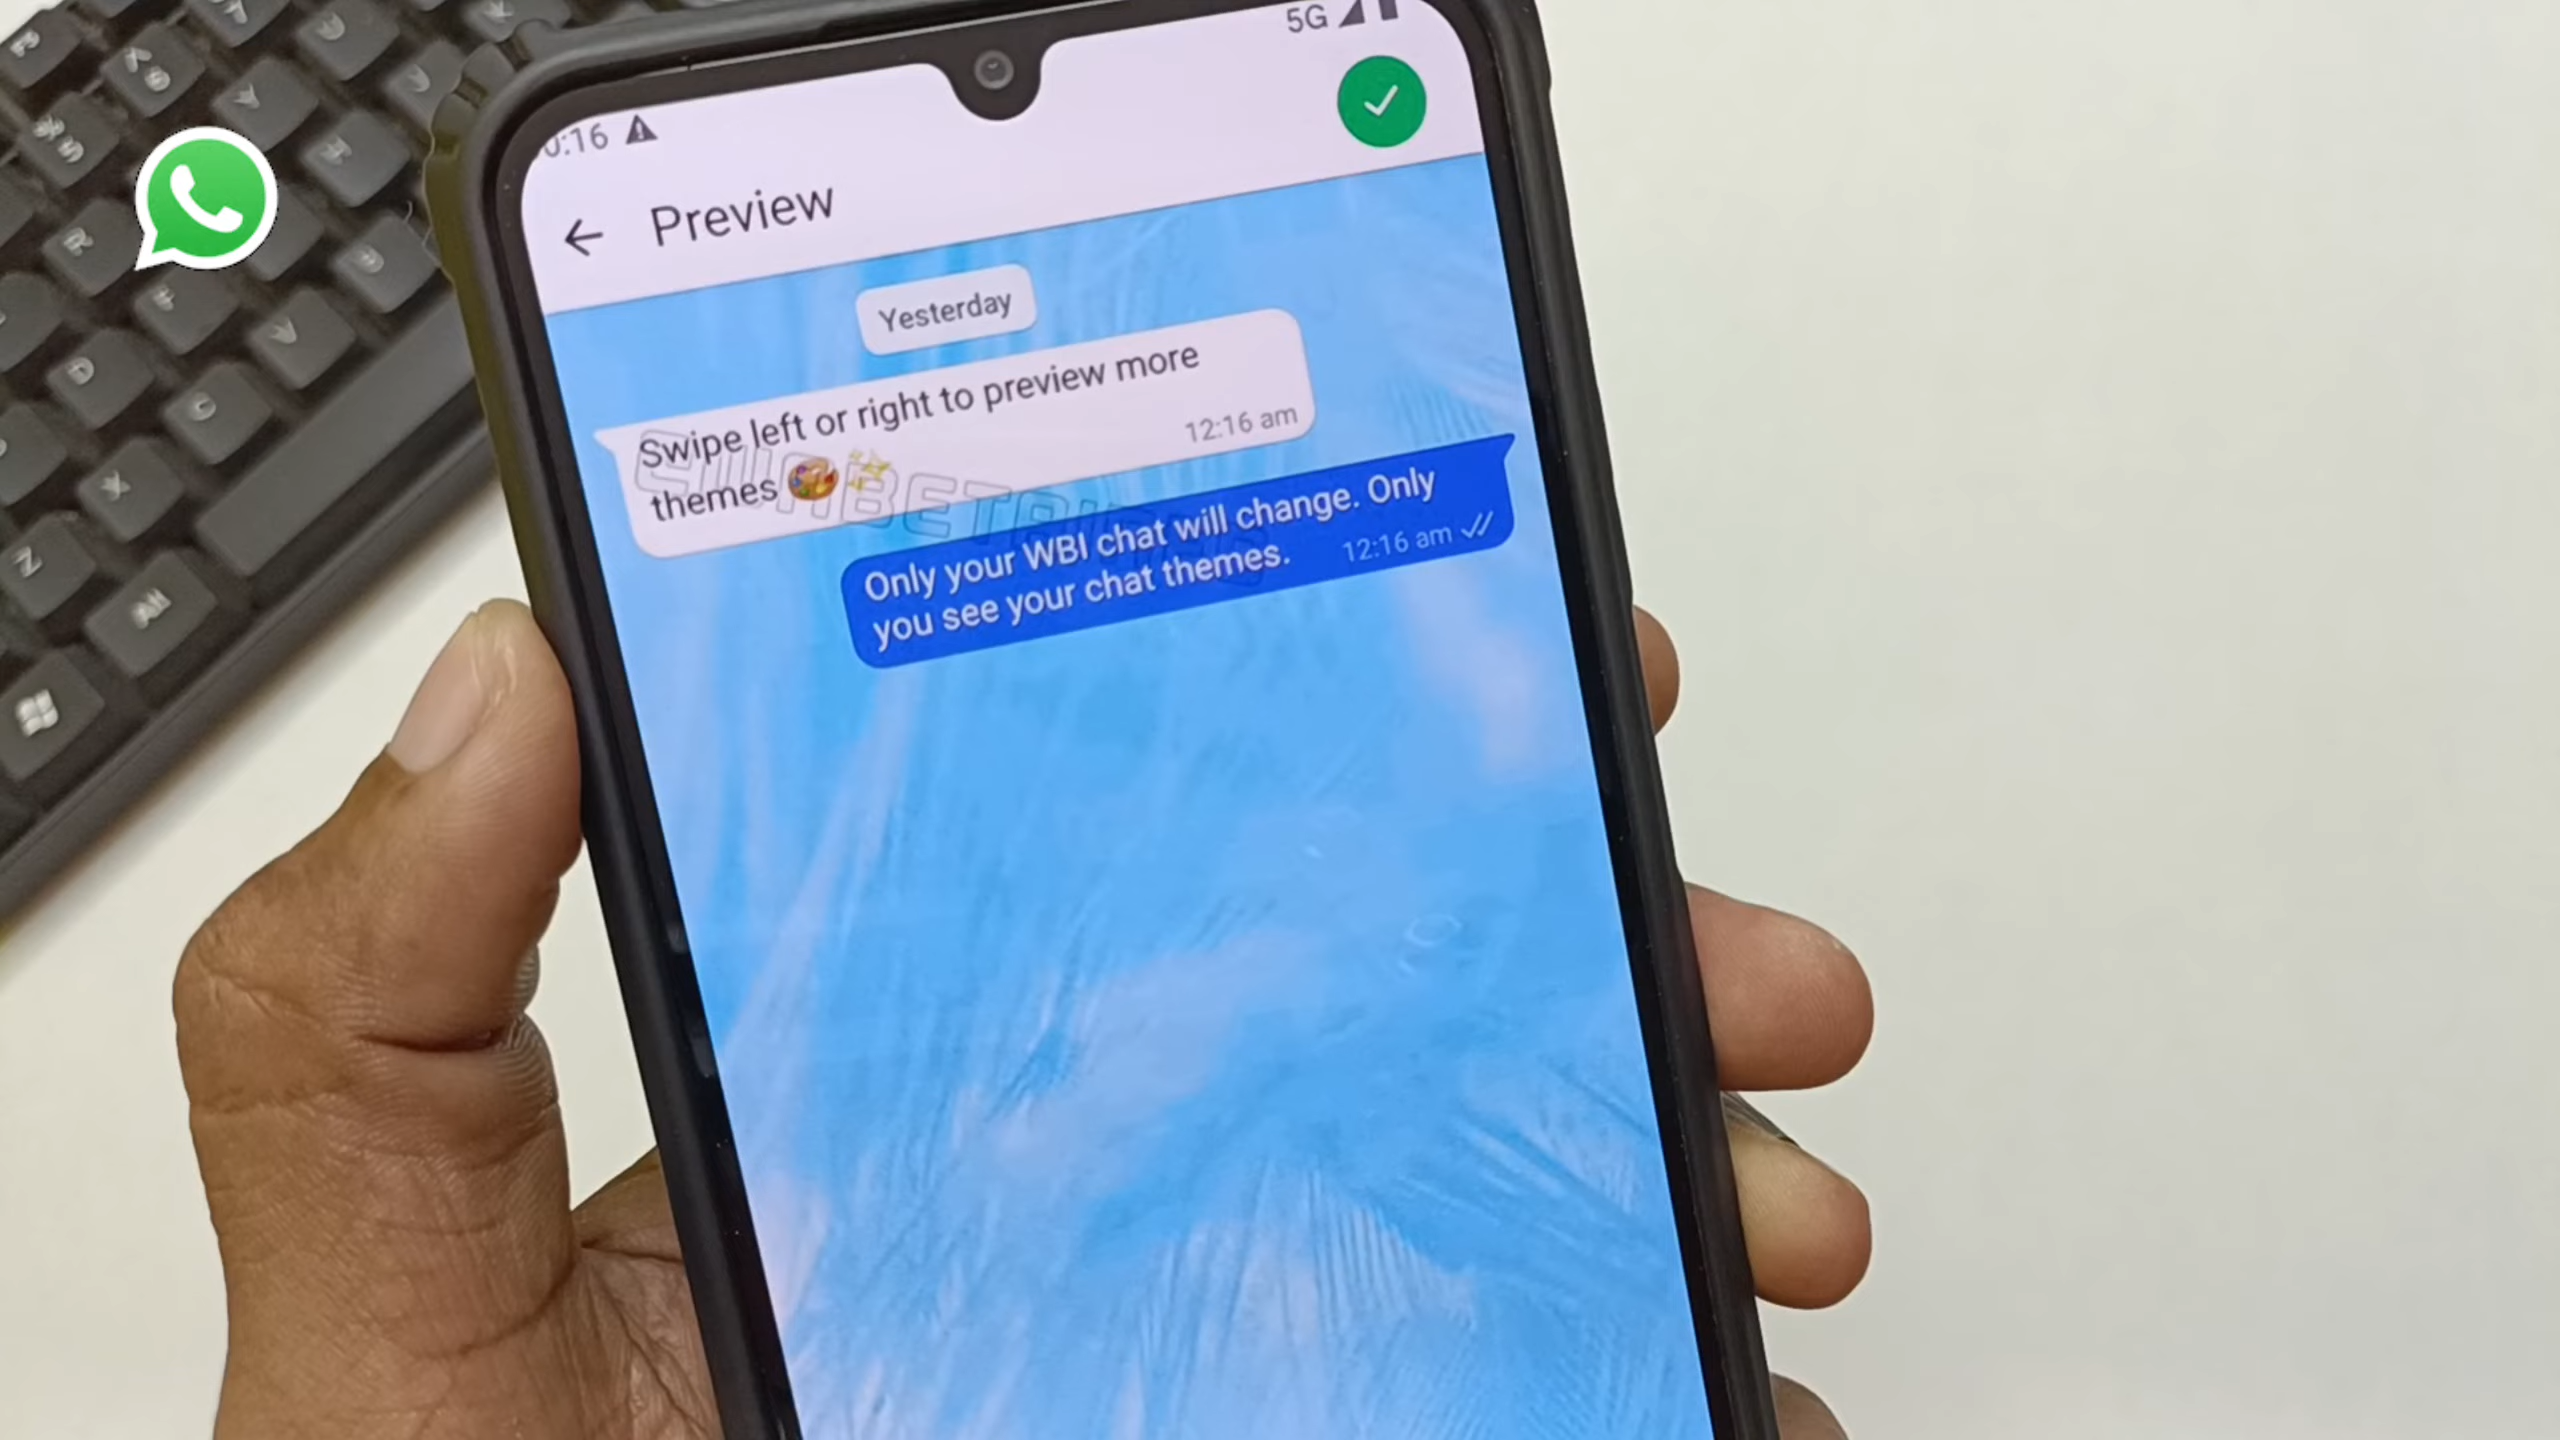 5G
0:16
Preview
Yesterday
Swipe left or right to preview more
themes🎨✨
12:16 am
Only your WBI chat will change. Only
you see your chat themes.
12:16 am
R
D
C
X
Z
Alt